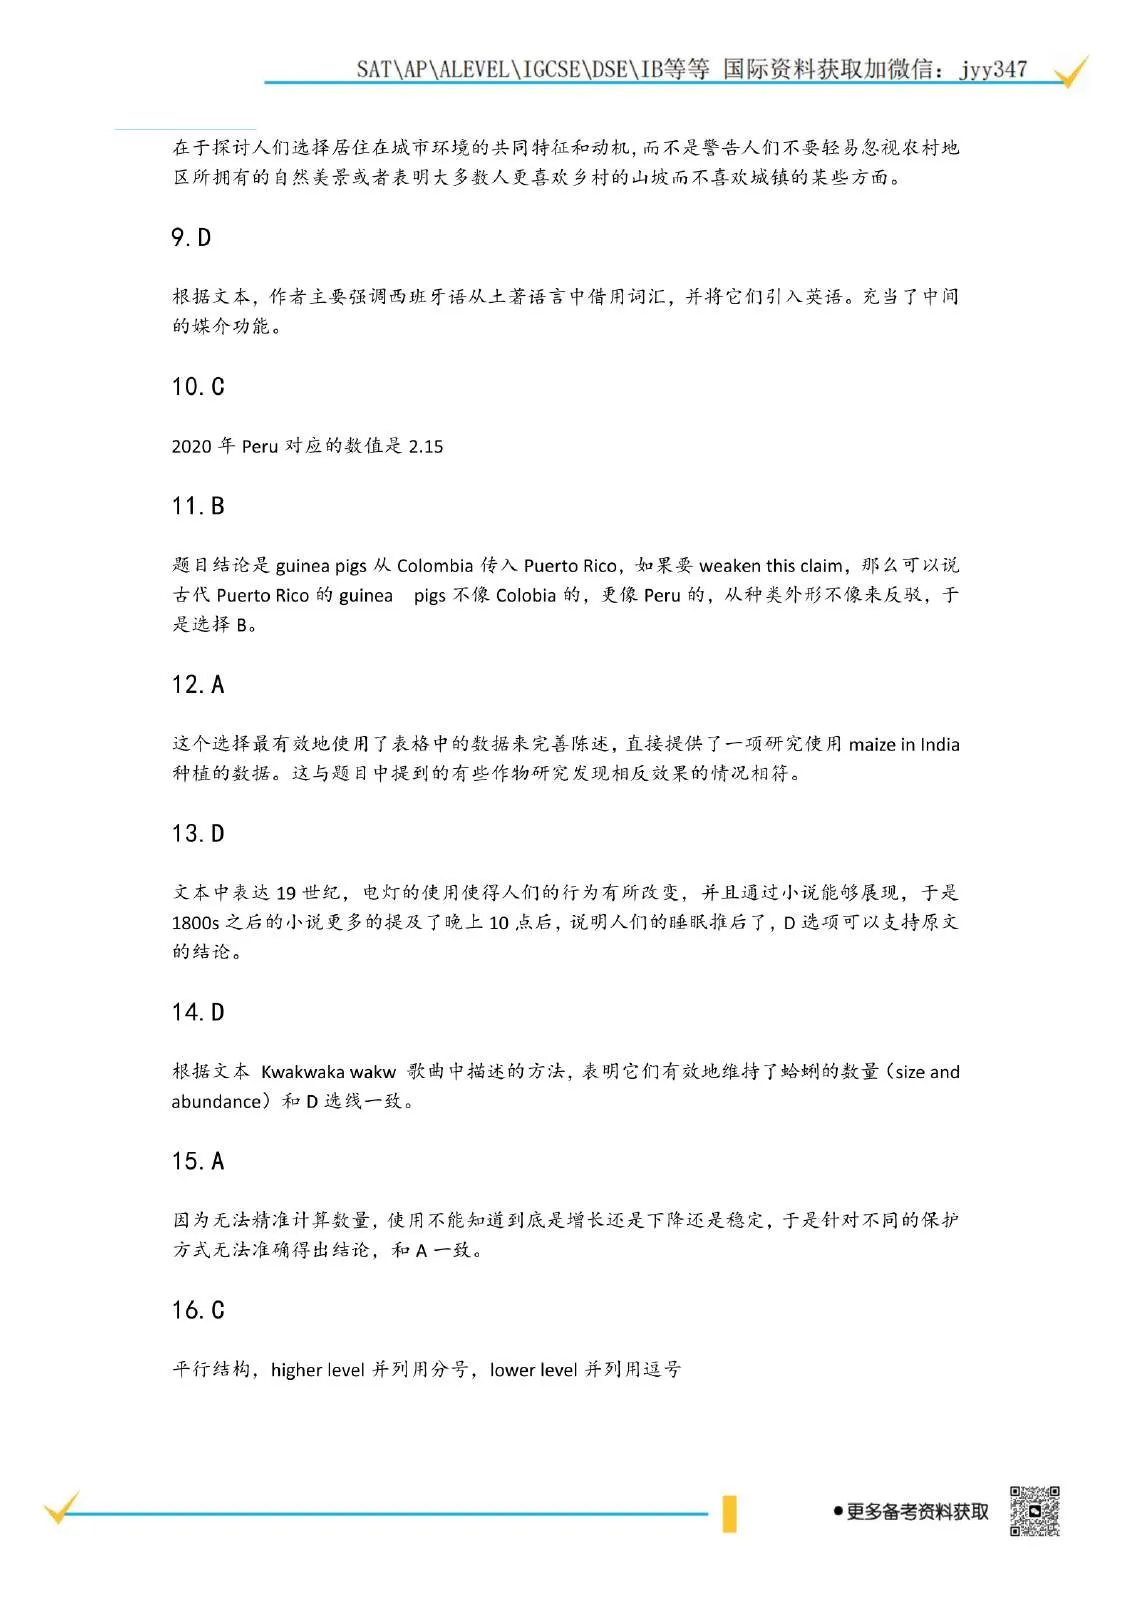 SAT\AP\ALEVEL\IGCSE\DSE\IB等等 国际资料获取加微信：jyy347
在于探讨人们选择居住在城市环境的共同特征和动机，而不是警告人们不要轻易忽视农村地
区所拥有的自然美景或者表明大多数人更喜欢乡村的山坡而不喜欢城镇的某些方面。
9. D
根据文本，作者主要强调西班牙语从土著语言中借用词汇，并将它们引入英语。充当了中间
的媒介功能。
10. C
2020 年 Peru 对应的数值是 2.15
11. B
题目结论是 guinea pigs 从 Colombia 传入 Puerto Rico，如果要 weaken this claim，那么可以说
古代 Puerto Rico 的 guinea pigs 不像 Colobia 的，更像 Peru 的，从种类外形不像来反驳，于
是选择 B。
12. A
这个选择最有效地使用了表格中的数据来完善陈述，直接提供了一项研究使用 maize in India
种植的数据。这与题目中提到的有些作物研究发现相反效果的情况相符。
13. D
文本中表达 19 世纪，电灯的使用使得人们的行为有所改变，并且通过小说能够展现，于是
1800s 之后的小说更多的提及了晚上 10 点后，说明人们的睡眠推后了，D 选项可以支持原文
的结论。
14. D
根据文本 Kwakwaka wakw 歌曲中描述的方法，表明它们有效地维持了蛤蜊的数量（size and
abundance）和 D 选线一致。
15. A
因为无法精准计算数量，使用不能知道到底是增长还是下降还是稳定，于是针对不同的保护
方式无法准确得出结论，和 A 一致。
16. C
平行结构，higher level 并列用分号，lower level 并列用逗号
●更多备考资料获取